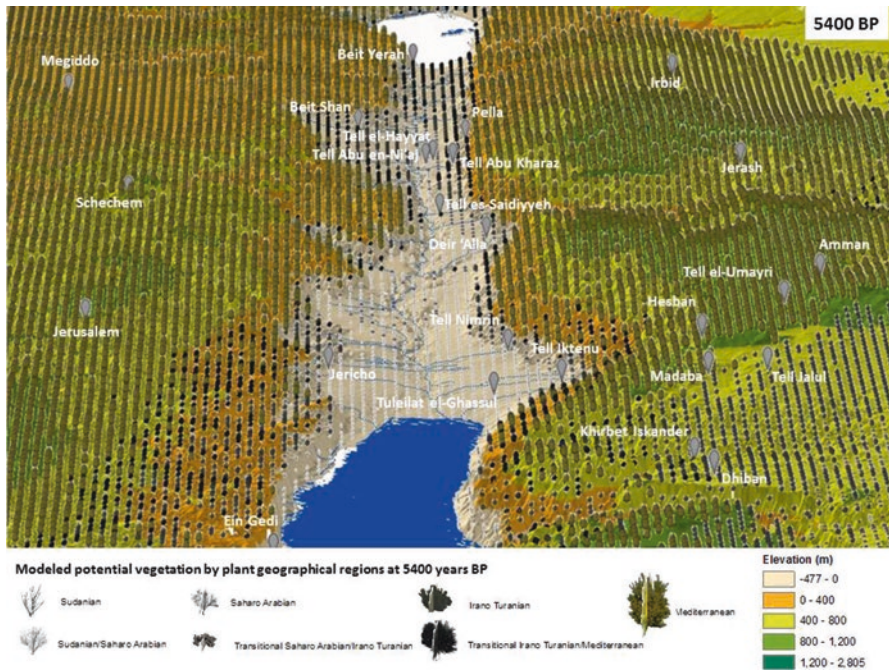 5400 BP
Beit Yerah
Megiddo
Irbid
Beit Shan
Pella
Tell el-Hayyat
Tell Abu en-Ni'aj
Tell Abu Kharaz
Jerash
Schechem
Tell es-Saidiyyeh
Deir 'Alla
Amman
Tell el-Umayri
Hesban
Jerusalem
Tell Nimrin
Tell Iktenu
Jericho
Madaba
Tell Jalul
Tuleilat el-Ghassul
Khirbet Iskander
Dhiban
Ein Gedi
Modeled potential vegetation by plant geographical regions at 5400 years BP
Sudanian
Saharo Arabian
Irano Turanian
Mediterranean
Sudanian/Saharo Arabian
Transitional Saharo Arabian/Irano Turanian
Transitional Irano Turanian/Mediterranean
Elevation (m)
-477 - 0
0 - 400
400 - 800
800 - 1,200
1,200 - 2,805